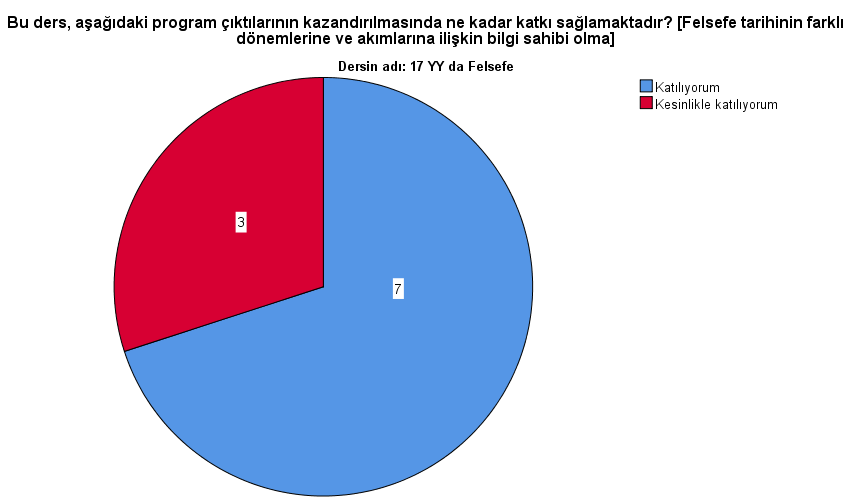 Bu ders, aşağıdaki program çıktılarının kazandırılmasında ne kadar katkı sağlamaktadır? [Felsefe tarihinin farklı
dönemlerine ve akımlarına ilişkin bilgi sahibi olma]
Dersin adı: 17 YY da Felsefe
Katılıyorum
Kesinlikle katılıyorum
3
7